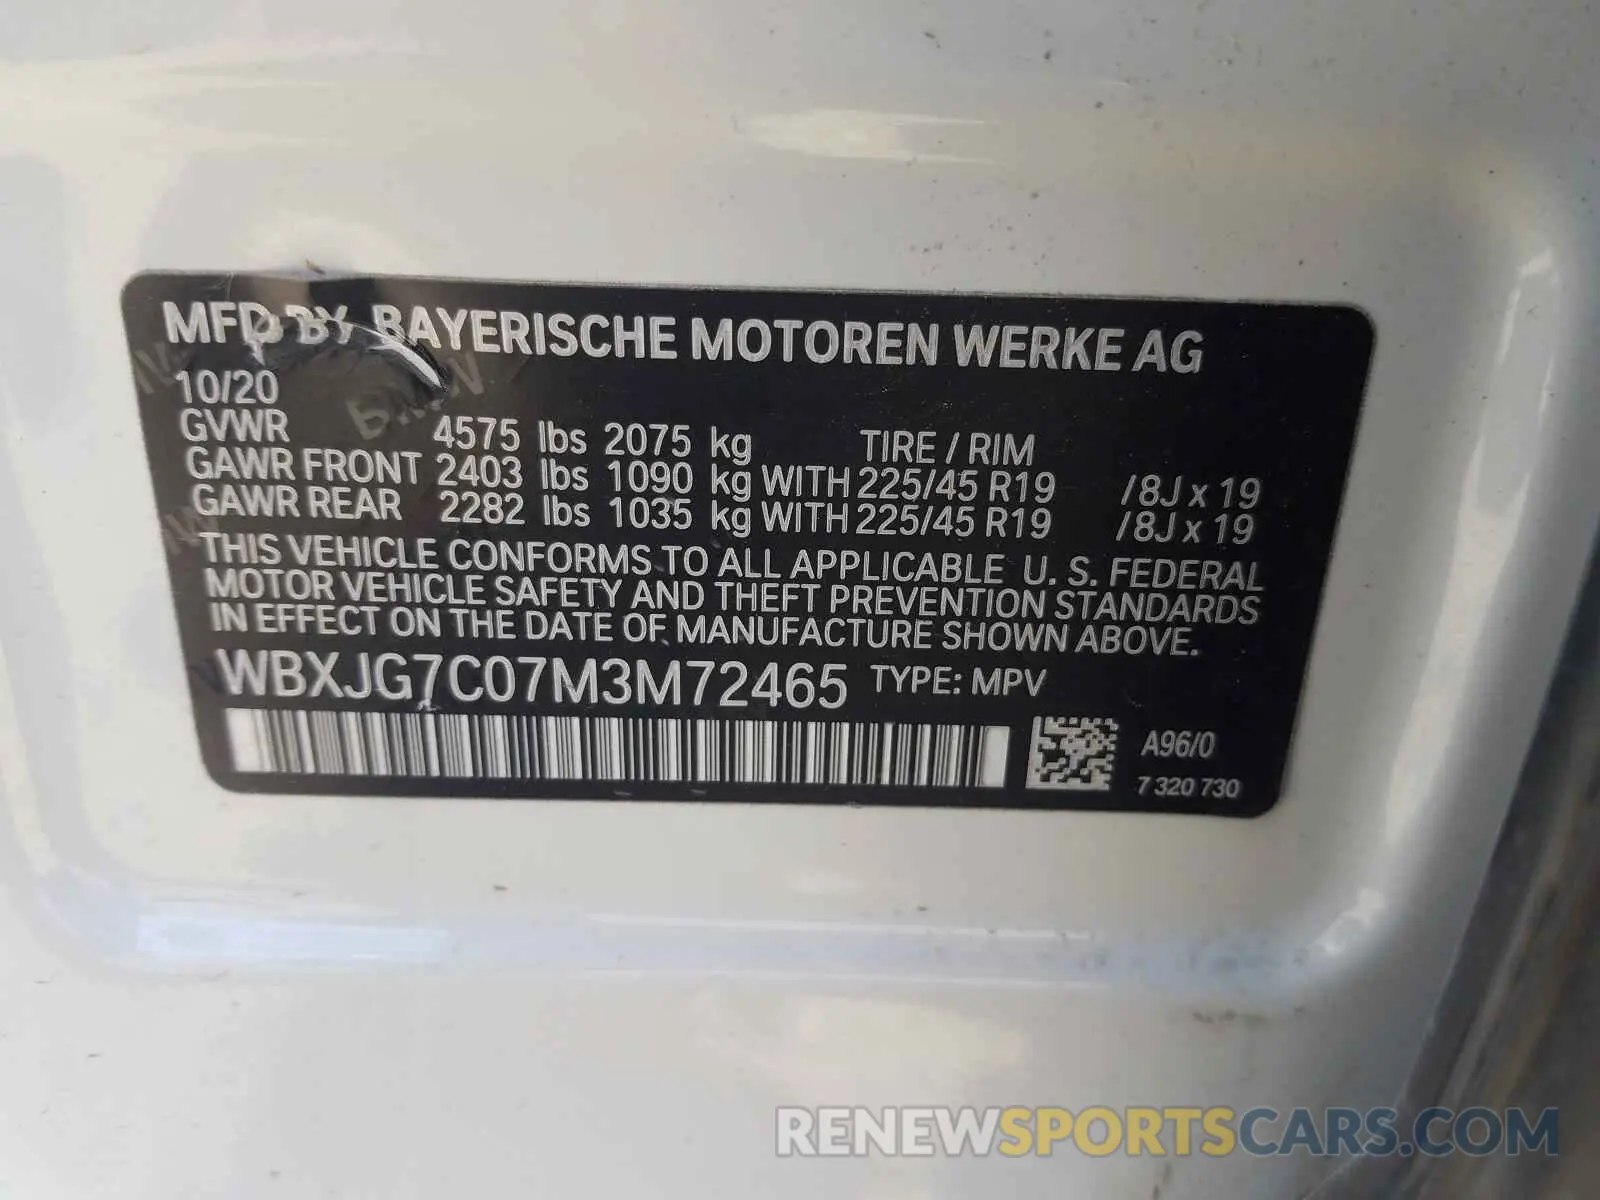 MFD BY BAYERISCHE MOTOREN WERKE AG
10/20
GVWR 4575 lbs 2075 kg TIRE / RIM
GAWR FRONT 2403 lbs 1090 kg WITH 225/45 R19 /8J x 19
GAWR REAR 2282 lbs 1035 kg WITH 225/45 R19 /8J x 19
THIS VEHICLE CONFORMS TO ALL APPLICABLE U. S. FEDERAL
MOTOR VEHICLE SAFETY AND THEFT PREVENTION STANDARDS
IN EFFECT ON THE DATE OF MANUFACTURE SHOWN ABOVE.
WBXJG7C07M3M72465 TYPE: MPV
A96/0
7 320 730
BMW
RENEWSPORTSCARS.COM